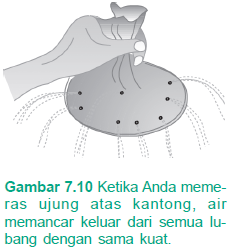 Gambar 7.10 Ketika Anda meme-
ras ujung atas kantong, air
memancar keluar dari semua lu-
bang dengan sama kuat.